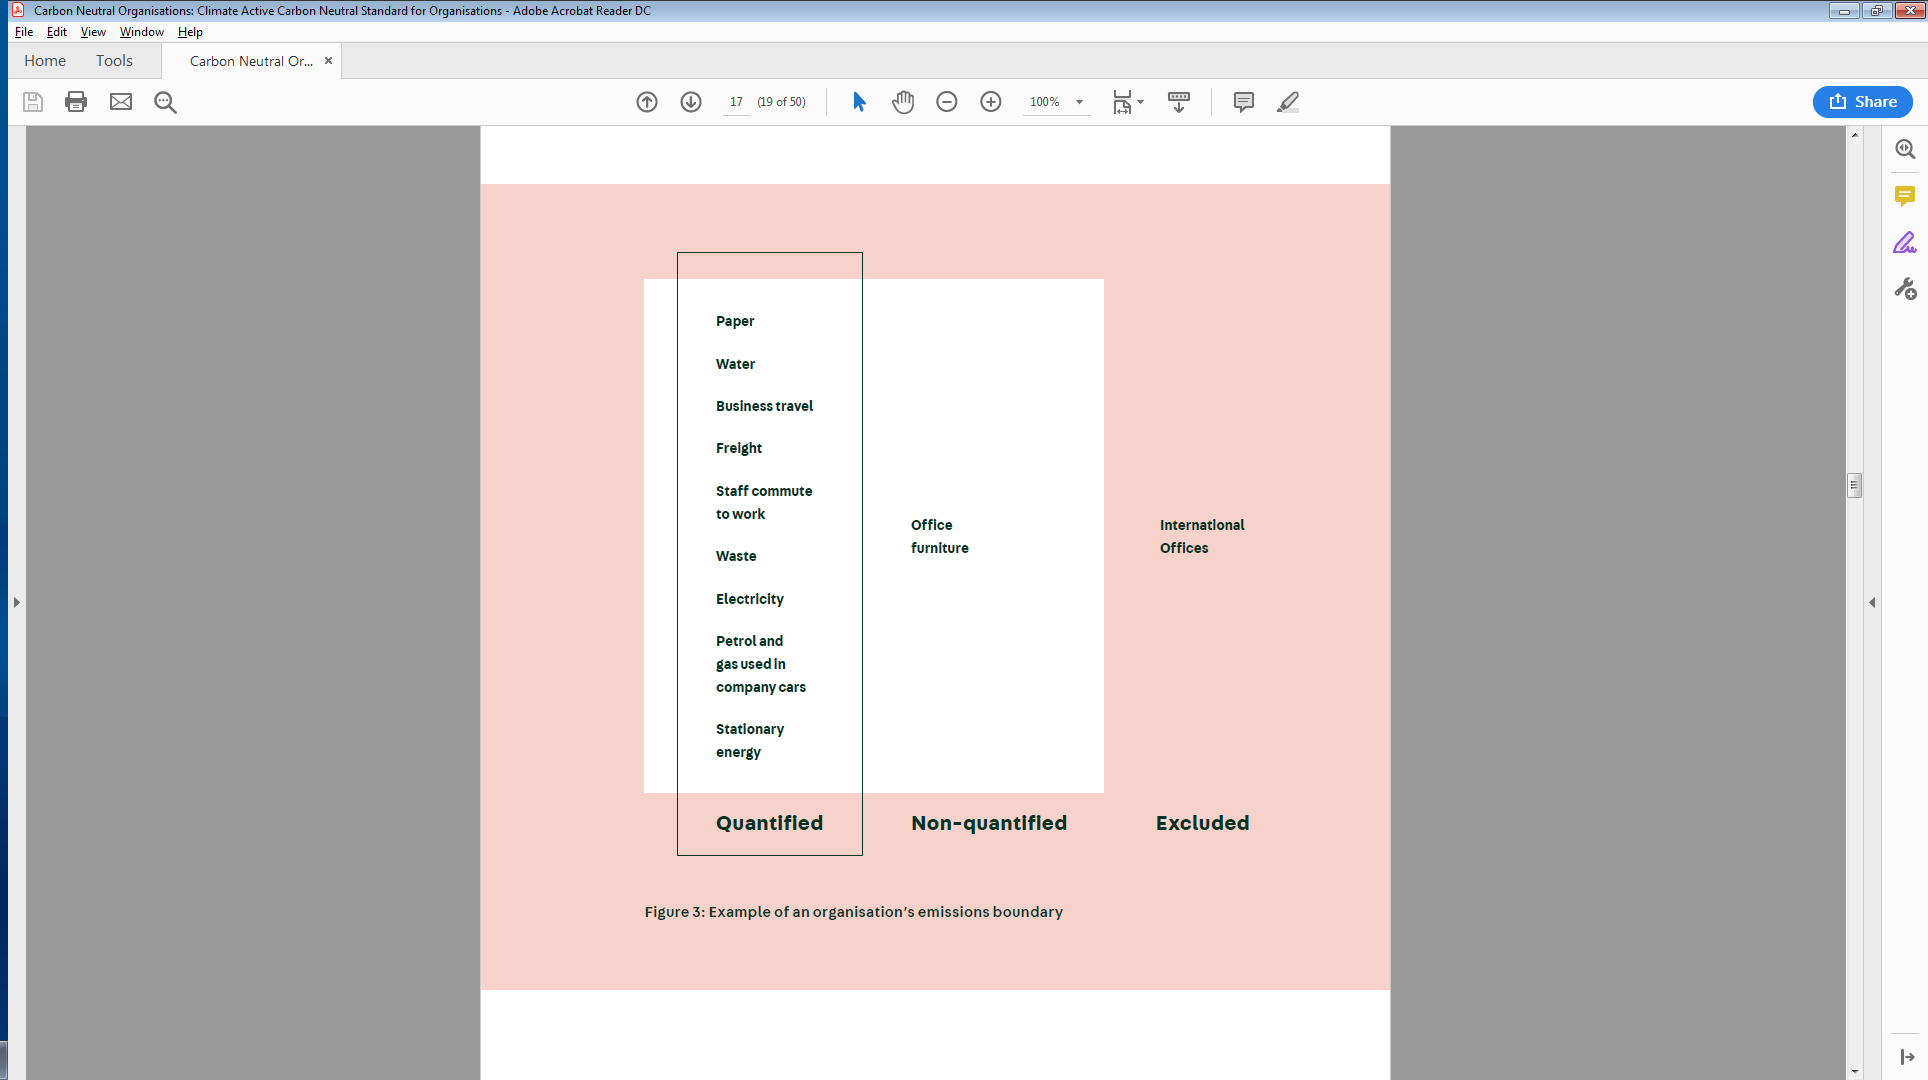 Carbon Neutral Organisations: Climate Active Carbon Neutral Standard for Organisations - Adobe Acrobat Reader DC
File Edit View Window Help
Home Tools Carbon Neutral Or... ×
17 (19 of 50) 100% Share
Paper
Water
Business travel
Freight
Staff commute
to work
Waste
Electricity
Petrol and
gas used in
company cars
Stationary
energy
Office
furniture
International
Offices
Quantified Non-quantified Excluded
Figure 3: Example of an organisation’s emissions boundary